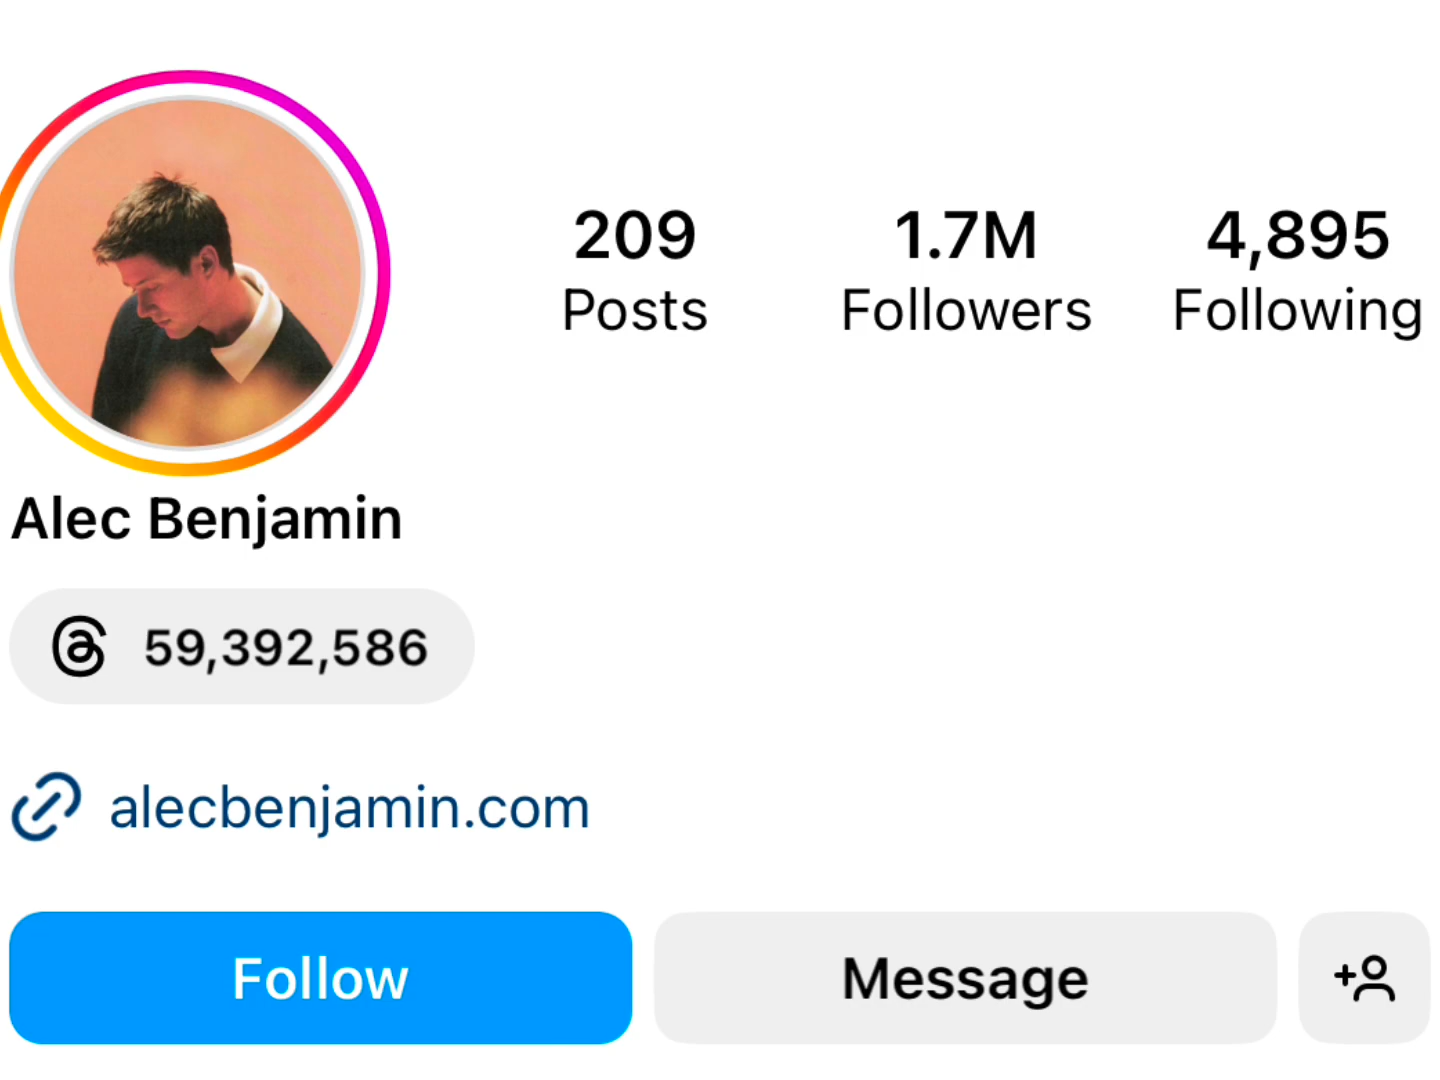 209 1.7M 4,895
Posts Followers Following
Alec Benjamin
59,392,586
alecbenjamin.com
Follow Message